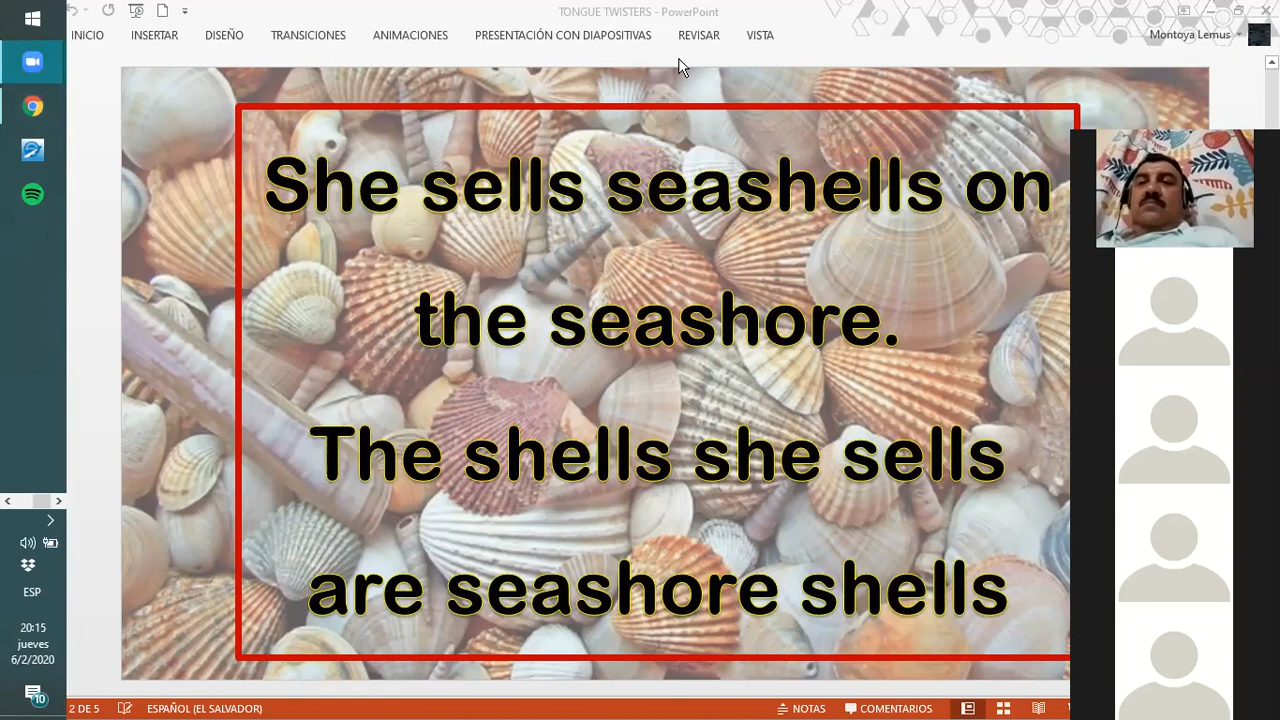 TONGUE TWISTERS - PowerPoint
INICIO INSERTAR DISEÑO TRANSICIONES ANIMACIONES PRESENTACIÓN CON DIAPOSITIVAS REVISAR VISTA
Montoya Lemus
She sells seashells on
the seashore.
The shells she sells
are seashore shells
ESP
20:15
jueves
6/2/2020
10
2 DE 5 ESPAÑOL (EL SALVADOR) NOTAS COMENTARIOS